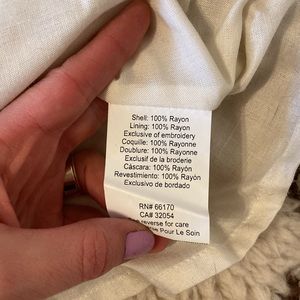 Shell: 100% Rayon
Lining: 100% Rayon
Exclusive of embroidery
Coquille: 100% Rayonne
Doublure: 100% Rayonne
Exclusif de la broderie
Cáscara: 100% Rayón
Revestimiento: 100% Rayón
Exclusivo de bordado
RN# 66170
CA# 32054
reverse for care
Pour Le Soin